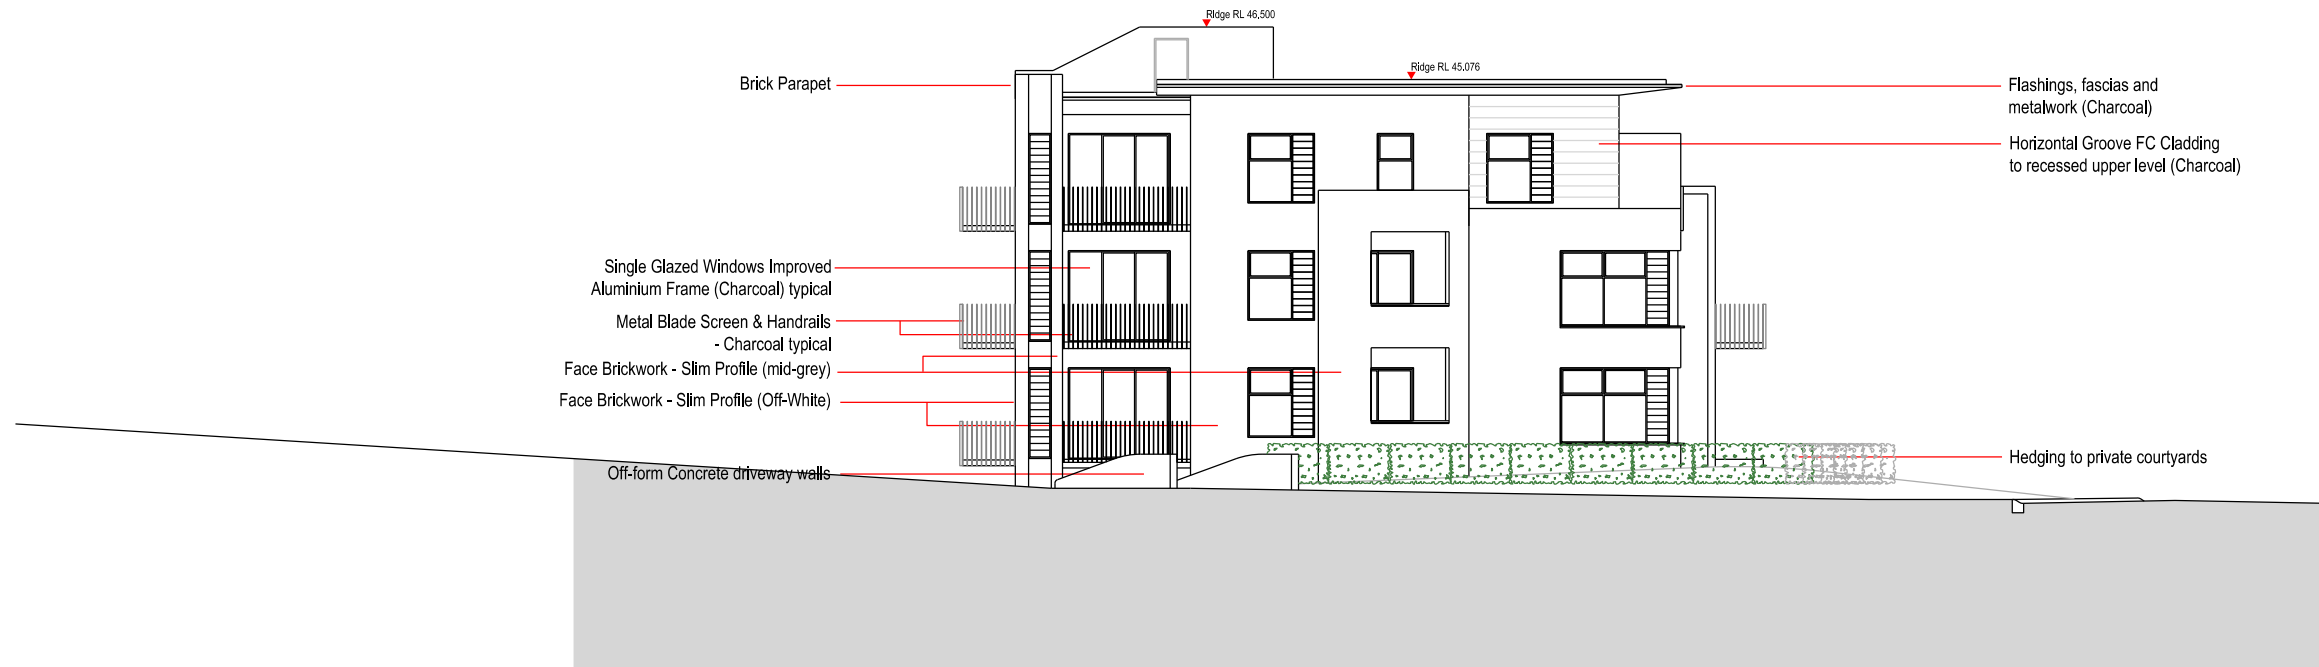 Ridge RL 46.500
Ridge RL 45.076
Brick Parapet
Flashings, fascias and
metalwork (Charcoal)
Horizontal Groove FC Cladding
to recessed upper level (Charcoal)
Single Glazed Windows Improved
Aluminium Frame (Charcoal) typical
Metal Blade Screen & Handrails
- Charcoal typical
Face Brickwork - Slim Profile (mid-grey)
Face Brickwork - Slim Profile (Off-White)
Off-form Concrete driveway walls
Hedging to private courtyards